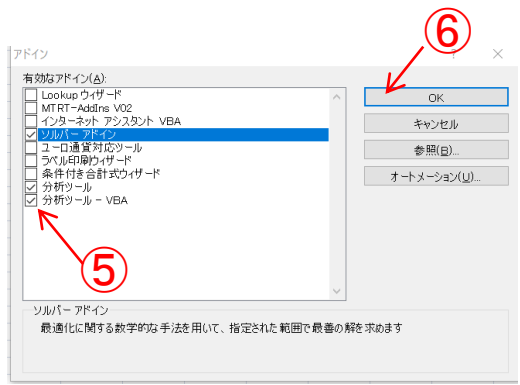 ⑥
アドイン
?
有効なアドイン(A):
Lookup ウィザード
MTRT-AddIns V02
インターネット アシスタント VBA
ソルバー アドイン
ユーロ通貨対応ツール
ラベル印刷ウィザード
条件付き合計式ウィザード
分析ツール
分析ツール - VBA
OK
キャンセル
参照(B)...
オートメーション(U)...
⑤
ソルバー アドイン
最適化に関する数学的な手法を用いて、指定された範囲で最善の解を求めます